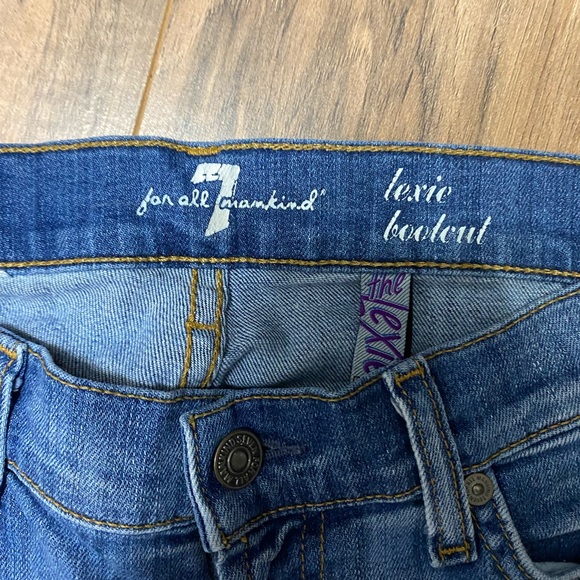 7
for all mankind®
lexie
bootcut
the
Lexie